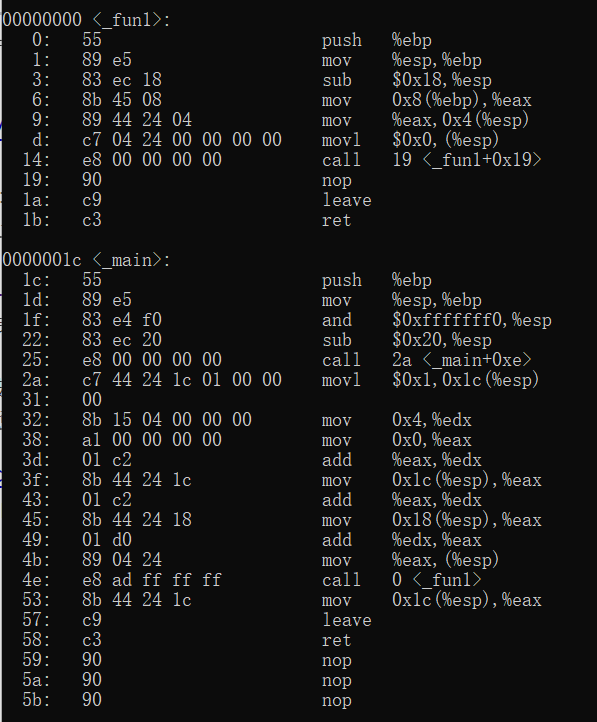 00000000 <_fun1>:
   0:   55                      push   %ebp
   1:   89 e5                   mov    %esp,%ebp
   3:   83 ec 18                sub    $0x18,%esp
   6:   8b 45 08                mov    0x8(%ebp),%eax
   9:   89 44 24 04             mov    %eax,0x4(%esp)
   d:   c7 04 24 00 00 00 00    movl   $0x0,(%esp)
  14:   e8 00 00 00 00          call   19 <_fun1+0x19>
  19:   90                      nop
  1a:   c9                      leave
  1b:   c3                      ret
0000001c <_main>:
  1c:   55                      push   %ebp
  1d:   89 e5                   mov    %esp,%ebp
  1f:   83 e4 f0                and    $0xfffffff0,%esp
  22:   83 ec 20                sub    $0x20,%esp
  25:   e8 00 00 00 00          call   2a <_main+0xe>
  2a:   c7 44 24 1c 01 00 00    movl   $0x1,0x1c(%esp)
  31:   00
  32:   8b 15 04 00 00 00       mov    0x4,%edx
  38:   a1 00 00 00 00          mov    0x0,%eax
  3d:   01 c2                   add    %eax,%edx
  3f:   8b 44 24 1c             mov    0x1c(%esp),%eax
  43:   01 c2                   add    %eax,%edx
  45:   8b 44 24 18             mov    0x18(%esp),%eax
  49:   01 d0                   add    %edx,%eax
  4b:   89 04 24                mov    %eax,(%esp)
  4e:   e8 ad ff ff ff          call   0 <_fun1>
  53:   8b 44 24 1c             mov    0x1c(%esp),%eax
  57:   c9                      leave
  58:   c3                      ret
  59:   90                      nop
  5a:   90                      nop
  5b:   90                      nop